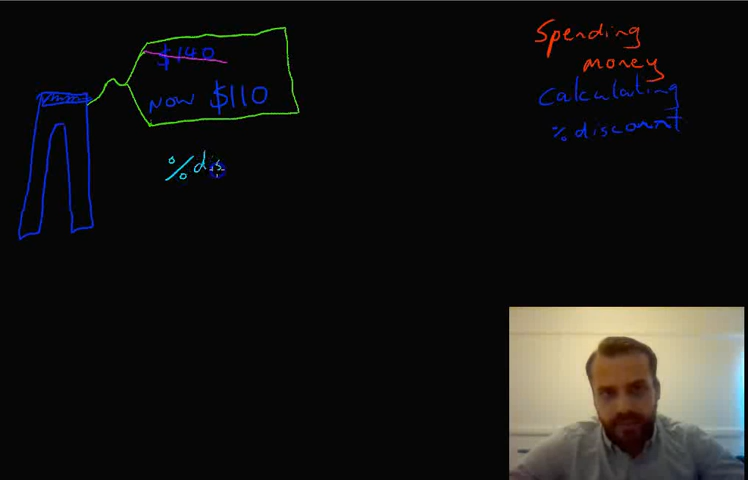 $140
Now $110
% dis
Spending
money
Calculating
% discount